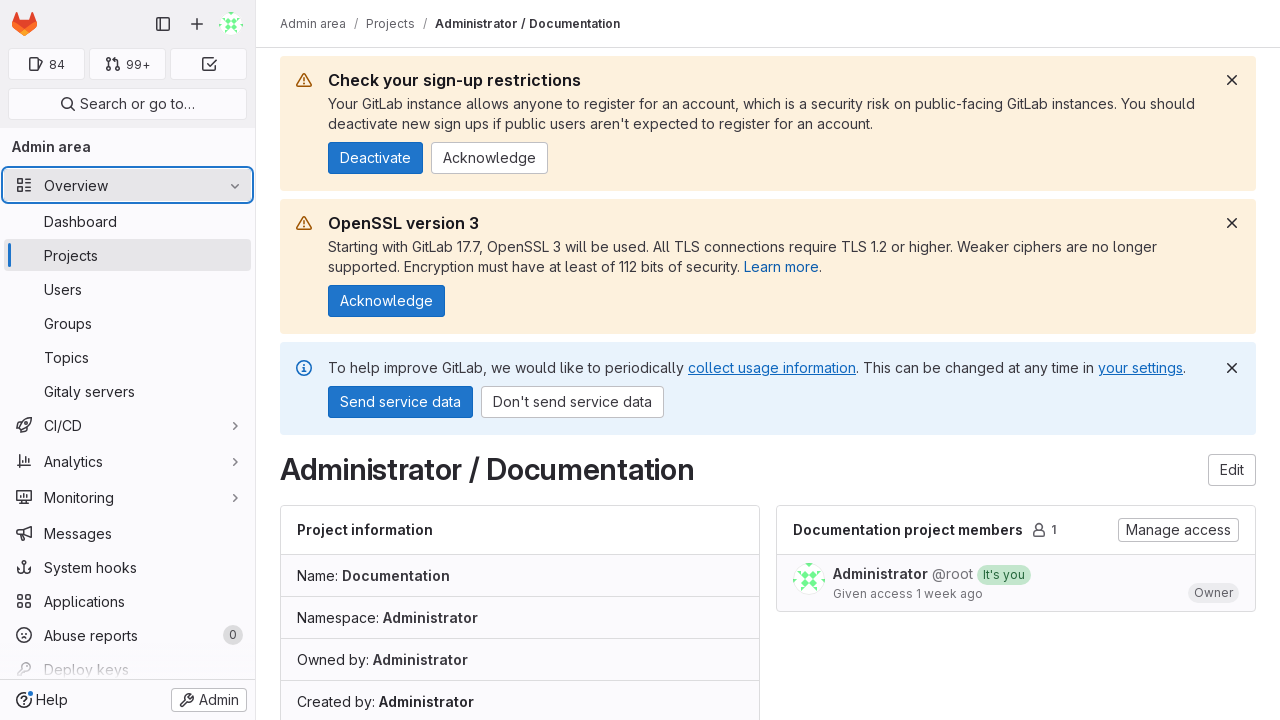 Admin area / Projects / Administrator / Documentation
84
99+
Search or go to…
Admin area
Overview
Dashboard
Projects
Users
Groups
Topics
Gitaly servers
CI/CD
Analytics
Monitoring
Messages
System hooks
Applications
Abuse reports 0
Deploy keys
Help
Admin
Check your sign-up restrictions
Your GitLab instance allows anyone to register for an account, which is a security risk on public-facing GitLab instances. You should
deactivate new sign ups if public users aren't expected to register for an account.
Deactivate
Acknowledge
OpenSSL version 3
Starting with GitLab 17.7, OpenSSL 3 will be used. All TLS connections require TLS 1.2 or higher. Weaker ciphers are no longer
supported. Encryption must have at least of 112 bits of security. Learn more.
Acknowledge
To help improve GitLab, we would like to periodically collect usage information. This can be changed at any time in your settings.
Send service data
Don't send service data
Administrator / Documentation
Edit
Project information
Name: Documentation
Namespace: Administrator
Owned by: Administrator
Created by: Administrator
Documentation project members 1
Manage access
Administrator @root It's you
Given access 1 week ago
Owner